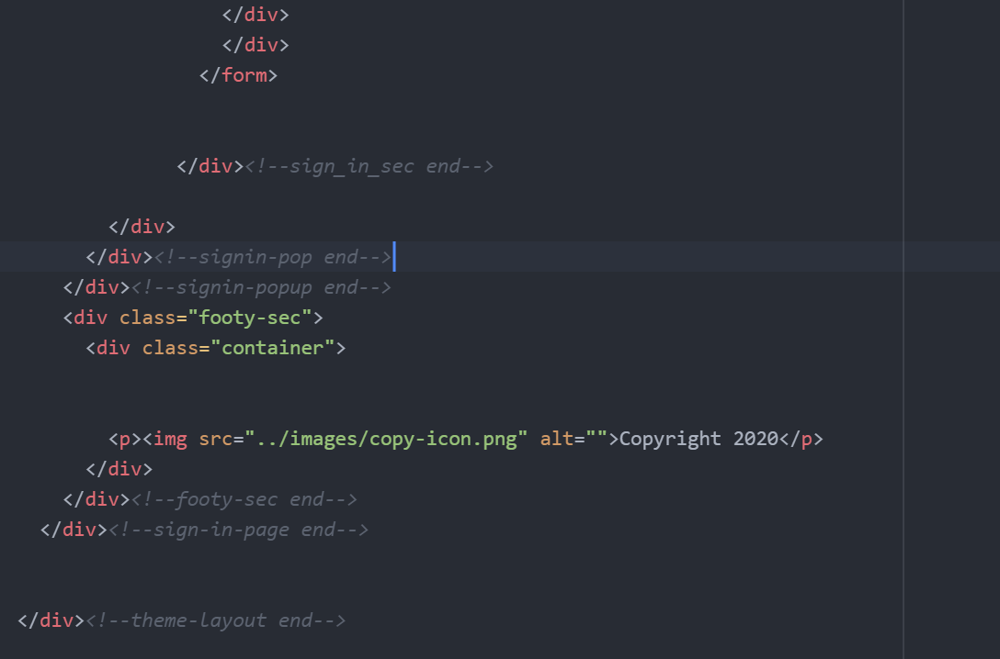 </div>
</div>
</form>
</div><!--sign_in_sec end-->
</div>
</div><!--signin-pop end-->
</div><!--signin-popup end-->
<div class="footy-sec">
<div class="container">
<p><img src="../images/copy-icon.png" alt="">Copyright 2020</p>
</div>
</div><!--footy-sec end-->
</div><!--sign-in-page end-->
</div><!--theme-layout end-->